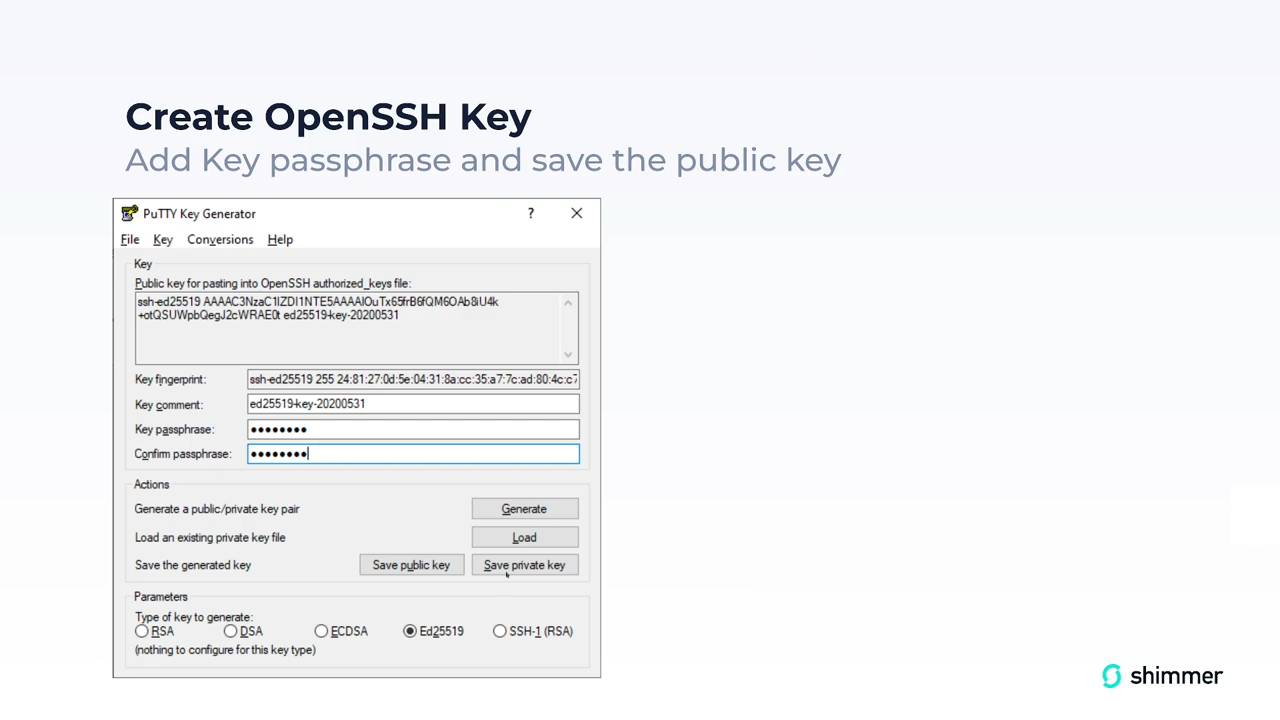 Create OpenSSH Key
Add Key passphrase and save the public key
PuTTY Key Generator ?
File Key Conversions Help
Key
Public key for pasting into OpenSSH authorized_keys file:
ssh-ed25519 AAAAC3NzaC1lZDI1NTE5AAAAIOuTx65frB6fQM6OAb8iU4k
+otQSUWpbQegJ2cWRAE0t ed25519-key-20200531
Key fingerprint: ssh-ed25519 255 24:81:27:0d:5e:04:31:8a:cc:35:a7:7c:ad:80:4c:c7
Key comment: ed25519-key-20200531
Key passphrase: ●●●●●●●●
Confirm passphrase: ●●●●●●●●
Actions
Generate a public/private key pair Generate
Load an existing private key file Load
Save the generated key Save public key Save private key
Parameters
Type of key to generate:
RSA DSA ECDSA Ed25519 SSH-1 (RSA)
(nothing to configure for this key type)
shimmer